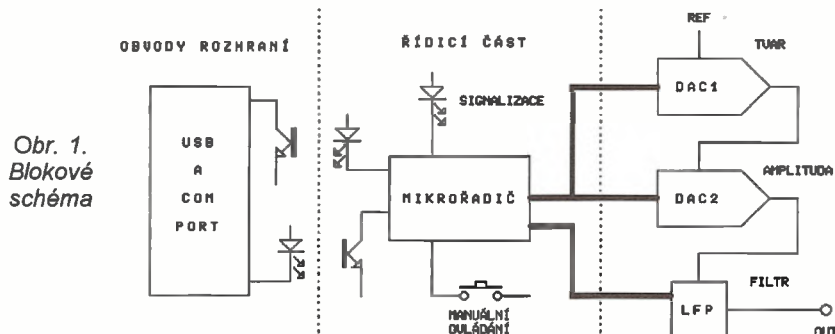 Obr. 1.
Blokové
schéma
OBVODY ROZHRANÍ
USB
A
COM
PORT
ŘÍDICÍ ČÁST
SIGNALIZACE
MIKROŘADIČ
MANUÁLNÍ
OVLÁDÁNÍ
REF
TVAR
DAC1
AMPLITUDA
DAC2
FILTR
LFP
OUT